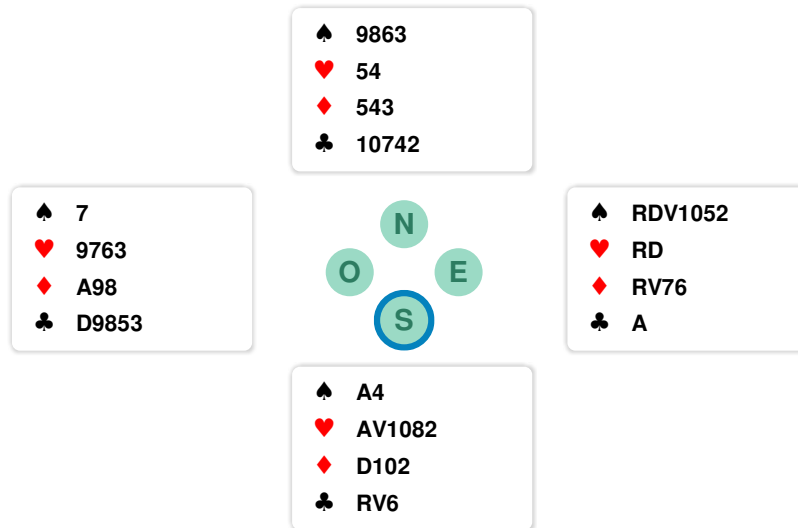 ♠ 9863
♥ 54
♦ 543
♣ 10742
♠ 7
♥ 9763
♦ A98
♣ D9853
N
O E
S
♠ RDV1052
♥ RD
♦ RV76
♣ A
♠ A4
♥ AV1082
♦ D102
♣ RV6